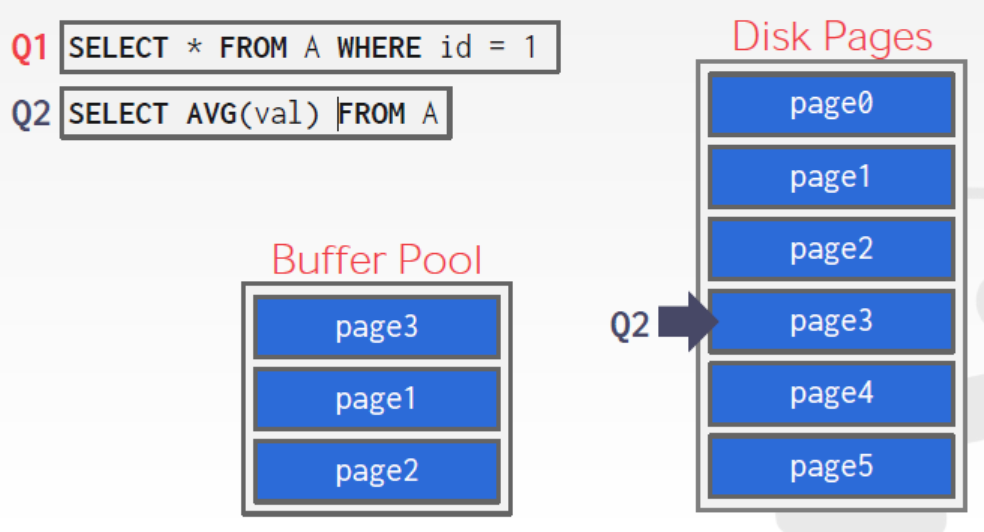 Q1 SELECT * FROM A WHERE id = 1
Q2 SELECT AVG(val) FROM A
Disk Pages
page0
page1
page2
Q2 page3
page4
page5
Buffer Pool
page3
page1
page2